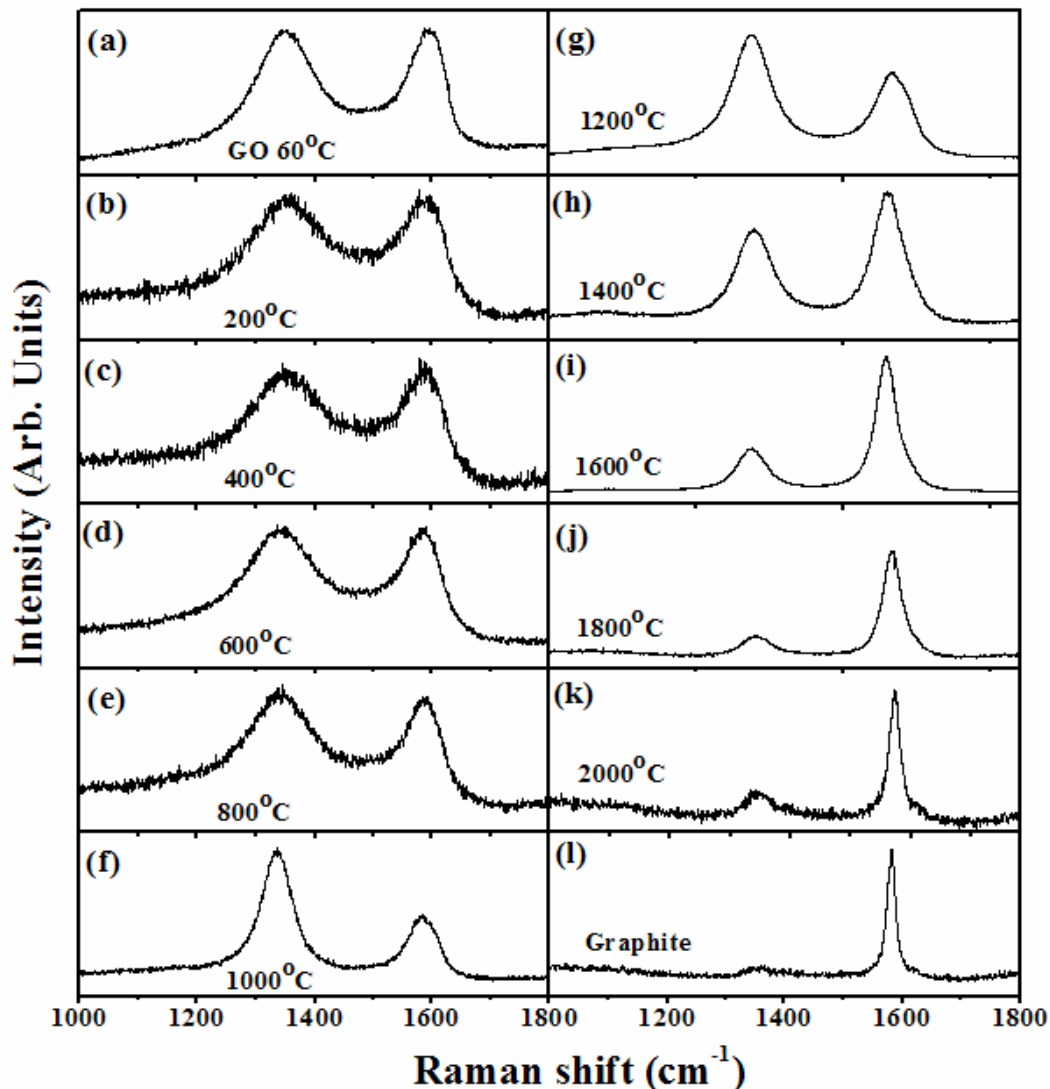 Intensity (Arb. Units)
(a)
GO 60°C
(b)
200°C
(c)
400°C
(d)
600°C
(e)
800°C
(f)
1000°C
(g)
1200°C
(h)
1400°C
(i)
1600°C
(j)
1800°C
(k)
2000°C
(l)
Graphite
1000 1200 1400 1600 1800 1200 1400 1600 1800
Raman shift (cm⁻¹)